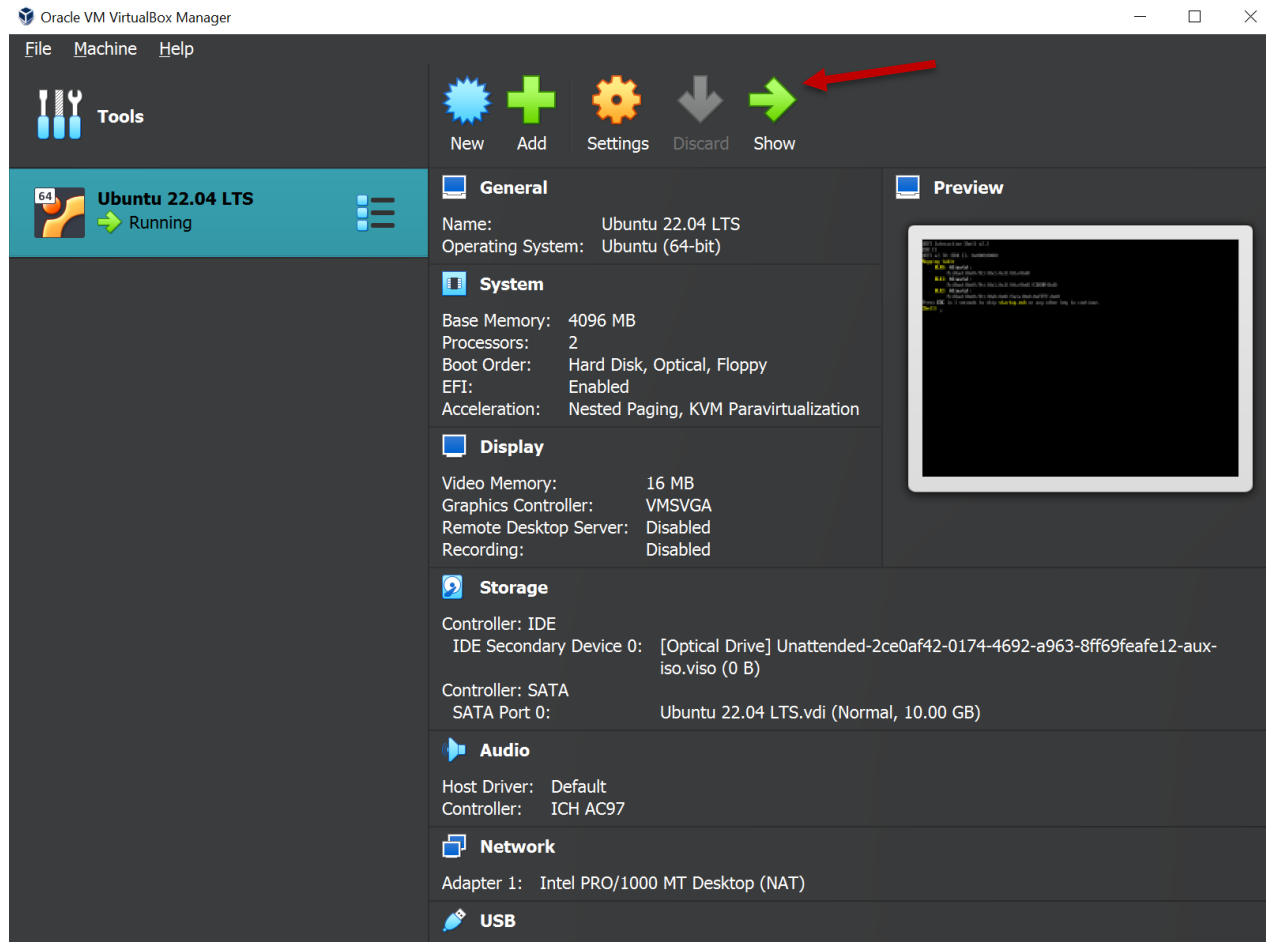 Oracle VM VirtualBox Manager
File Machine Help
Tools
New Add Settings Discard Show
64
Ubuntu 22.04 LTS
Running
General
Name: Ubuntu 22.04 LTS
Operating System: Ubuntu (64-bit)
Preview
System
Base Memory: 4096 MB
Processors: 2
Boot Order: Hard Disk, Optical, Floppy
EFI: Enabled
Acceleration: Nested Paging, KVM Paravirtualization
Display
Video Memory: 16 MB
Graphics Controller: VMSVGA
Remote Desktop Server: Disabled
Recording: Disabled
Storage
Controller: IDE
IDE Secondary Device 0: [Optical Drive] Unattended-2ce0af42-0174-4692-a963-8ff69feafe12-aux-
iso.viso (0 B)
Controller: SATA
SATA Port 0: Ubuntu 22.04 LTS.vdi (Normal, 10.00 GB)
Audio
Host Driver: Default
Controller: ICH AC97
Network
Adapter 1: Intel PRO/1000 MT Desktop (NAT)
USB